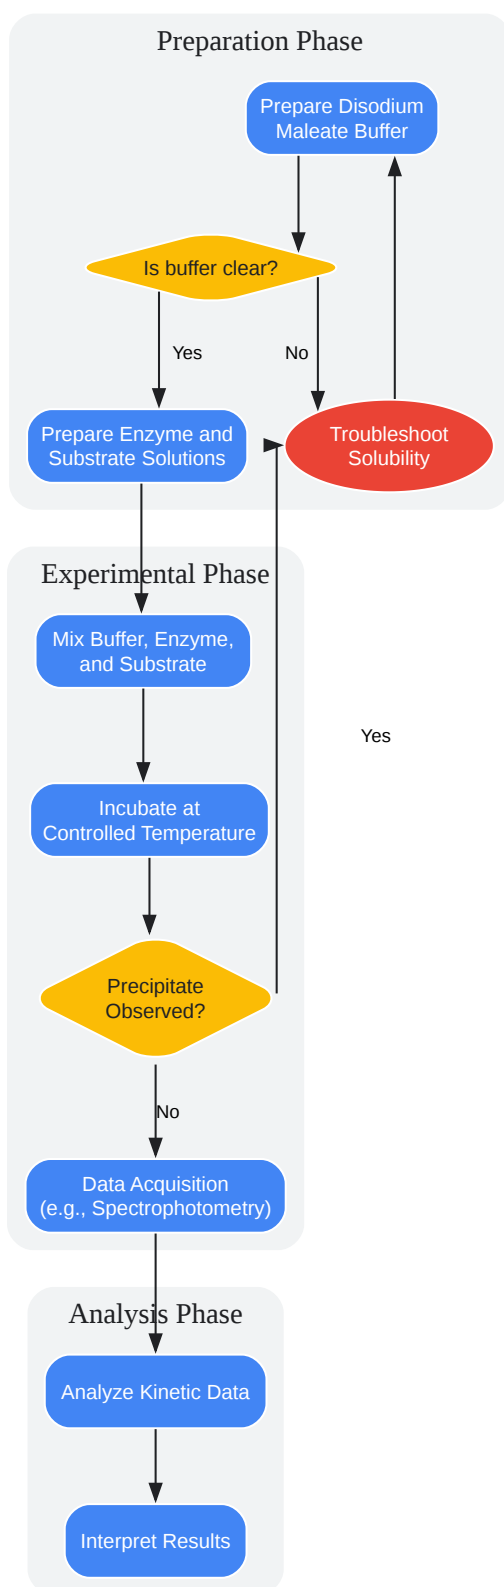 Preparation Phase
Prepare Disodium
Maleate Buffer
Is buffer clear?
Yes
No
Prepare Enzyme and
Substrate Solutions
Troubleshoot
Solubility
Experimental Phase
Mix Buffer, Enzyme,
and Substrate
Yes
Incubate at
Controlled Temperature
Precipitate
Observed?
No
Data Acquisition
(e.g., Spectrophotometry)
Analysis Phase
Analyze Kinetic Data
Interpret Results